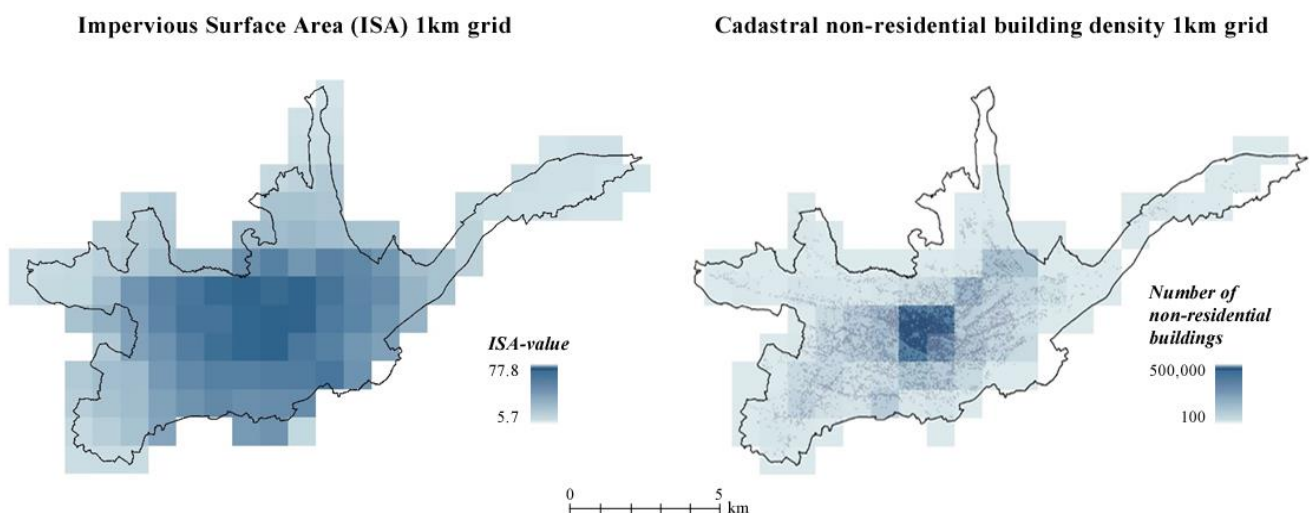 Impervious Surface Area (ISA) 1km grid
Cadastral non-residential building density 1km grid
ISA-value
77.8
5.7
Number of
non-residential
buildings
500,000
100
0 5
km